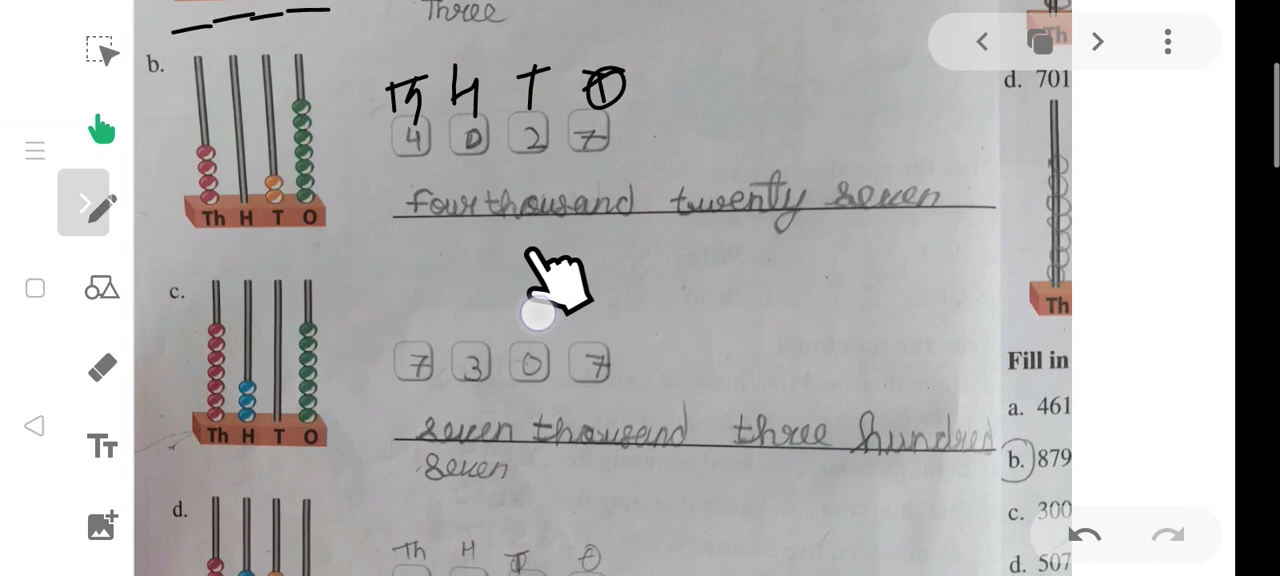 Three
b.
Th H T O
4 0 2 7
Th H T O
four thousand twenty seven
c.
7 3 0 7
Th H T O
seven thousand three hundred
seven
d.
Th H T O
Th
d. 701
Th
Fill in
a. 461
b. 879
c. 300
d. 507
TT